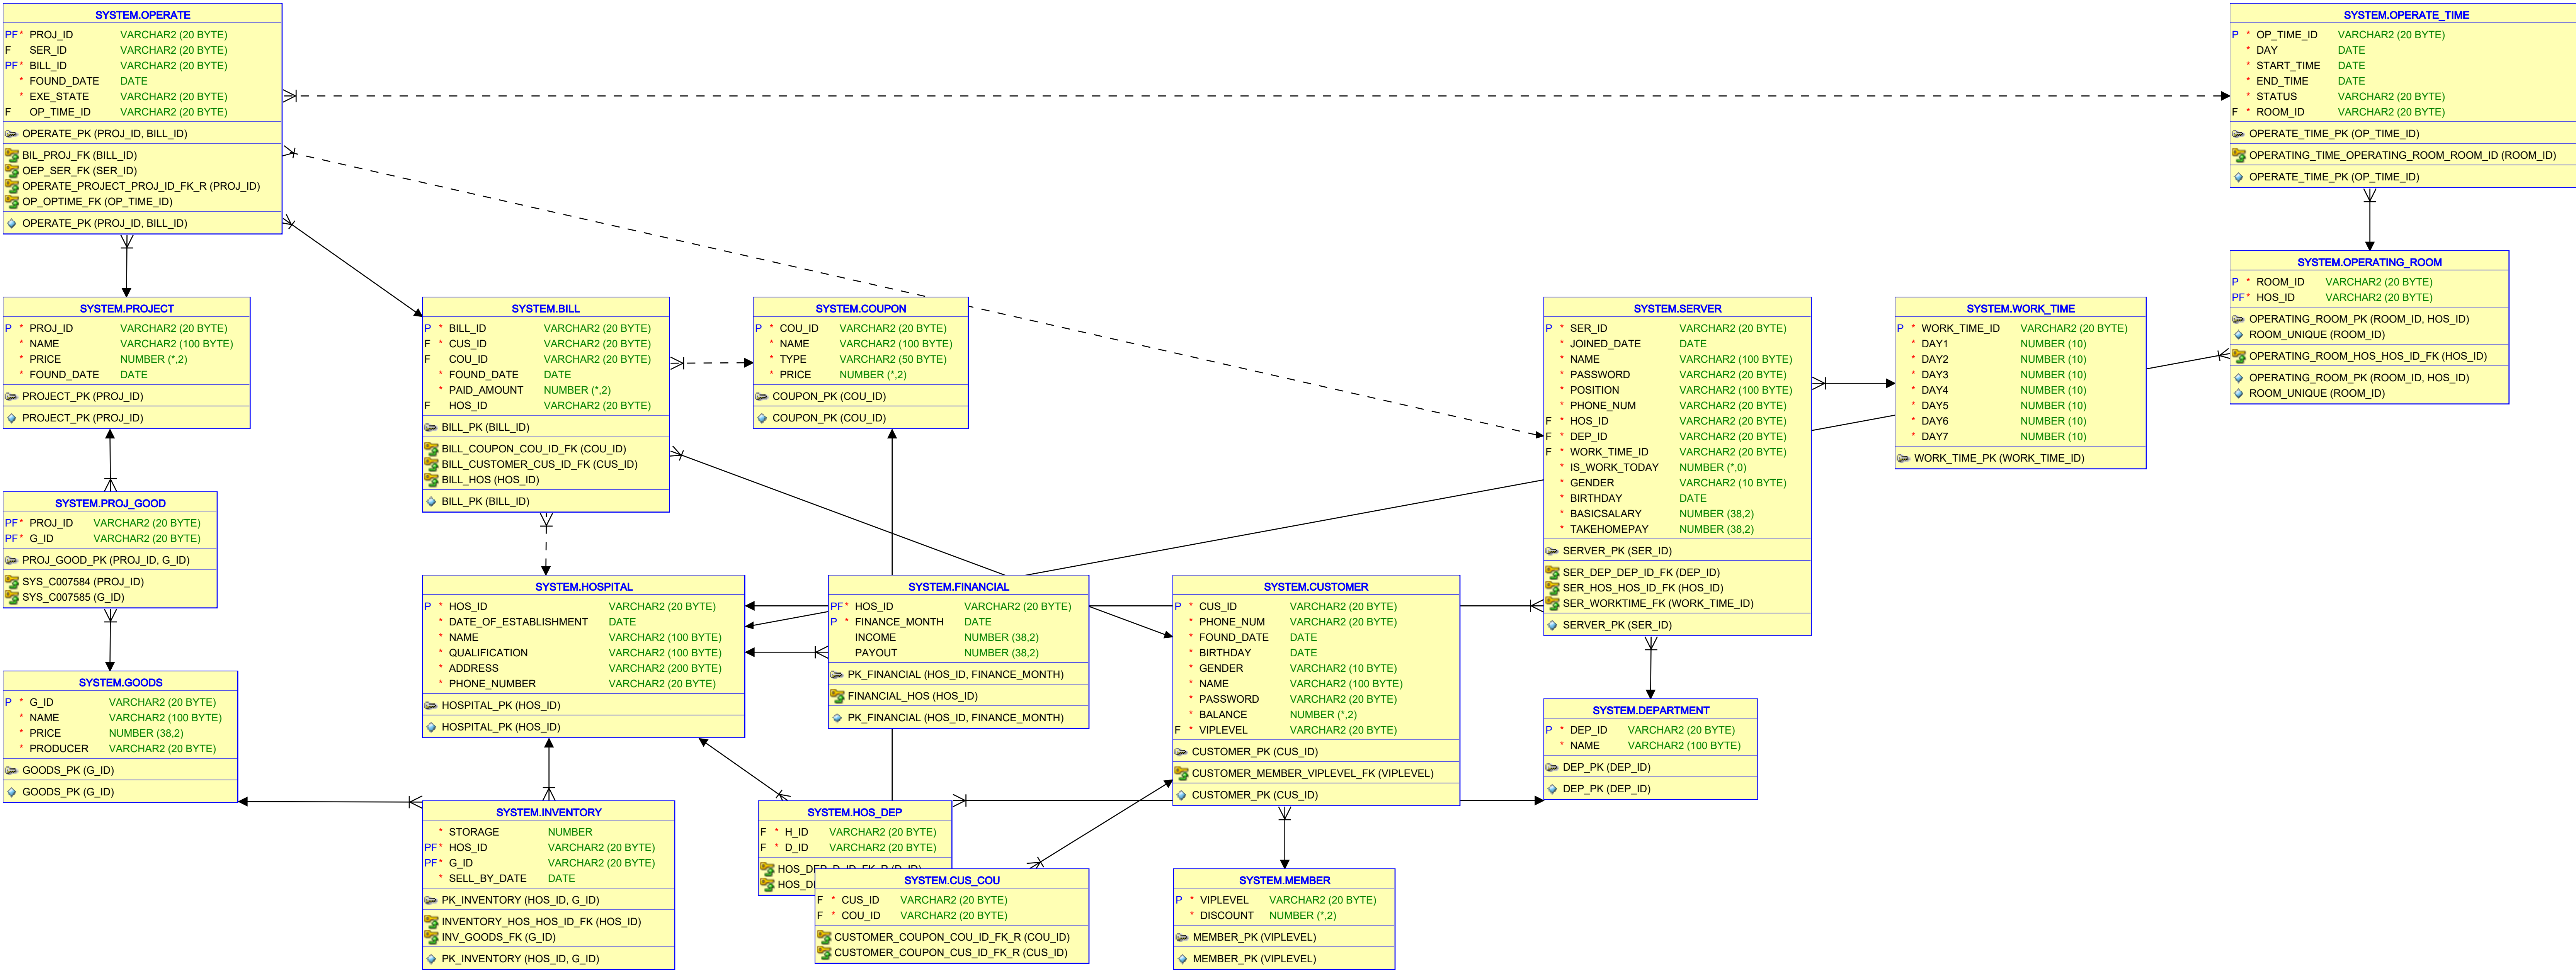 SYSTEM.OPERATE
PF* PROJ_ID VARCHAR2 (20 BYTE)
F SER_ID VARCHAR2 (20 BYTE)
PF* BILL_ID VARCHAR2 (20 BYTE)
* FOUND_DATE DATE
* EXE_STATE VARCHAR2 (20 BYTE)
F OP_TIME_ID VARCHAR2 (20 BYTE)
OPERATE_PK (PROJ_ID, BILL_ID)
BIL_PROJ_FK (BILL_ID)
OEP_SER_FK (SER_ID)
OPERATE_PROJECT_PROJ_ID_FK_R (PROJ_ID)
OP_OPTIME_FK (OP_TIME_ID)
OPERATE_PK (PROJ_ID, BILL_ID)
SYSTEM.OPERATE_TIME
P * OP_TIME_ID VARCHAR2 (20 BYTE)
* DAY DATE
* START_TIME DATE
* END_TIME DATE
* STATUS VARCHAR2 (20 BYTE)
F * ROOM_ID VARCHAR2 (20 BYTE)
OPERATE_TIME_PK (OP_TIME_ID)
OPERATING_TIME_OPERATING_ROOM_ROOM_ID (ROOM_ID)
OPERATE_TIME_PK (OP_TIME_ID)
SYSTEM.PROJECT
P * PROJ_ID VARCHAR2 (20 BYTE)
* NAME VARCHAR2 (100 BYTE)
* PRICE NUMBER (*,2)
* FOUND_DATE DATE
PROJECT_PK (PROJ_ID)
PROJECT_PK (PROJ_ID)
SYSTEM.BILL
P * BILL_ID VARCHAR2 (20 BYTE)
F * CUS_ID VARCHAR2 (20 BYTE)
F COU_ID VARCHAR2 (20 BYTE)
* FOUND_DATE DATE
* PAID_AMOUNT NUMBER (*,2)
F HOS_ID VARCHAR2 (20 BYTE)
BILL_PK (BILL_ID)
BILL_COUPON_COU_ID_FK (COU_ID)
BILL_CUSTOMER_CUS_ID_FK (CUS_ID)
BILL_HOS (HOS_ID)
BILL_PK (BILL_ID)
SYSTEM.COUPON
P * COU_ID VARCHAR2 (20 BYTE)
* NAME VARCHAR2 (100 BYTE)
* TYPE VARCHAR2 (50 BYTE)
* PRICE NUMBER (*,2)
COUPON_PK (COU_ID)
COUPON_PK (COU_ID)
SYSTEM.SERVER
P * SER_ID VARCHAR2 (20 BYTE)
* JOINED_DATE DATE
* NAME VARCHAR2 (100 BYTE)
* PASSWORD VARCHAR2 (20 BYTE)
* POSITION VARCHAR2 (100 BYTE)
* PHONE_NUM VARCHAR2 (20 BYTE)
F * HOS_ID VARCHAR2 (20 BYTE)
F * DEP_ID VARCHAR2 (20 BYTE)
F * WORK_TIME_ID VARCHAR2 (20 BYTE)
* IS_WORK_TODAY NUMBER (*,0)
* GENDER VARCHAR2 (10 BYTE)
* BIRTHDAY DATE
* BASICSALARY NUMBER (38,2)
* TAKEHOMEPAY NUMBER (38,2)
SERVER_PK (SER_ID)
SER_DEP_DEP_ID_FK (DEP_ID)
SER_HOS_HOS_ID_FK (HOS_ID)
SER_WORKTIME_FK (WORK_TIME_ID)
SERVER_PK (SER_ID)
SYSTEM.WORK_TIME
P * WORK_TIME_ID VARCHAR2 (20 BYTE)
* DAY1 NUMBER (10)
* DAY2 NUMBER (10)
* DAY3 NUMBER (10)
* DAY4 NUMBER (10)
* DAY5 NUMBER (10)
* DAY6 NUMBER (10)
* DAY7 NUMBER (10)
WORK_TIME_PK (WORK_TIME_ID)
SYSTEM.OPERATING_ROOM
P * ROOM_ID VARCHAR2 (20 BYTE)
PF* HOS_ID VARCHAR2 (20 BYTE)
OPERATING_ROOM_PK (ROOM_ID, HOS_ID)
ROOM_UNIQUE (ROOM_ID)
OPERATING_ROOM_HOS_HOS_ID_FK (HOS_ID)
OPERATING_ROOM_PK (ROOM_ID, HOS_ID)
ROOM_UNIQUE (ROOM_ID)
SYSTEM.PROJ_GOOD
PF* PROJ_ID VARCHAR2 (20 BYTE)
PF* G_ID VARCHAR2 (20 BYTE)
PROJ_GOOD_PK (PROJ_ID, G_ID)
SYS_C007584 (PROJ_ID)
SYS_C007585 (G_ID)
SYSTEM.HOSPITAL
P * HOS_ID VARCHAR2 (20 BYTE)
* DATE_OF_ESTABLISHMENT DATE
* NAME VARCHAR2 (100 BYTE)
* QUALIFICATION VARCHAR2 (100 BYTE)
* ADDRESS VARCHAR2 (200 BYTE)
* PHONE_NUMBER VARCHAR2 (20 BYTE)
HOSPITAL_PK (HOS_ID)
HOSPITAL_PK (HOS_ID)
SYSTEM.FINANCIAL
PF* HOS_ID VARCHAR2 (20 BYTE)
P * FINANCE_MONTH DATE
INCOME NUMBER (38,2)
PAYOUT NUMBER (38,2)
PK_FINANCIAL (HOS_ID, FINANCE_MONTH)
FINANCIAL_HOS (HOS_ID)
PK_FINANCIAL (HOS_ID, FINANCE_MONTH)
SYSTEM.CUSTOMER
P * CUS_ID VARCHAR2 (20 BYTE)
* PHONE_NUM VARCHAR2 (20 BYTE)
* FOUND_DATE DATE
* BIRTHDAY DATE
* GENDER VARCHAR2 (10 BYTE)
* NAME VARCHAR2 (100 BYTE)
* PASSWORD VARCHAR2 (20 BYTE)
* BALANCE NUMBER (*,2)
F * VIPLEVEL VARCHAR2 (20 BYTE)
CUSTOMER_PK (CUS_ID)
CUSTOMER_MEMBER_VIPLEVEL_FK (VIPLEVEL)
CUSTOMER_PK (CUS_ID)
SYSTEM.GOODS
P * G_ID VARCHAR2 (20 BYTE)
* NAME VARCHAR2 (100 BYTE)
* PRICE NUMBER (38,2)
* PRODUCER VARCHAR2 (20 BYTE)
GOODS_PK (G_ID)
GOODS_PK (G_ID)
SYSTEM.DEPARTMENT
P * DEP_ID VARCHAR2 (20 BYTE)
* NAME VARCHAR2 (100 BYTE)
DEP_PK (DEP_ID)
DEP_PK (DEP_ID)
SYSTEM.INVENTORY
* STORAGE NUMBER
PF* HOS_ID VARCHAR2 (20 BYTE)
PF* G_ID VARCHAR2 (20 BYTE)
* SELL_BY_DATE DATE
PK_INVENTORY (HOS_ID, G_ID)
INVENTORY_HOS_HOS_ID_FK (HOS_ID)
INV_GOODS_FK (G_ID)
PK_INVENTORY (HOS_ID, G_ID)
SYSTEM.HOS_DEP
F * H_ID VARCHAR2 (20 BYTE)
F * D_ID VARCHAR2 (20 BYTE)
HOS_DEP_D_ID_FK_R (D_ID)
SYSTEM.CUS_COU
F * CUS_ID VARCHAR2 (20 BYTE)
F * COU_ID VARCHAR2 (20 BYTE)
CUSTOMER_COUPON_COU_ID_FK_R (COU_ID)
CUSTOMER_COUPON_CUS_ID_FK_R (CUS_ID)
SYSTEM.MEMBER
P * VIPLEVEL VARCHAR2 (20 BYTE)
* DISCOUNT NUMBER (*,2)
MEMBER_PK (VIPLEVEL)
MEMBER_PK (VIPLEVEL)